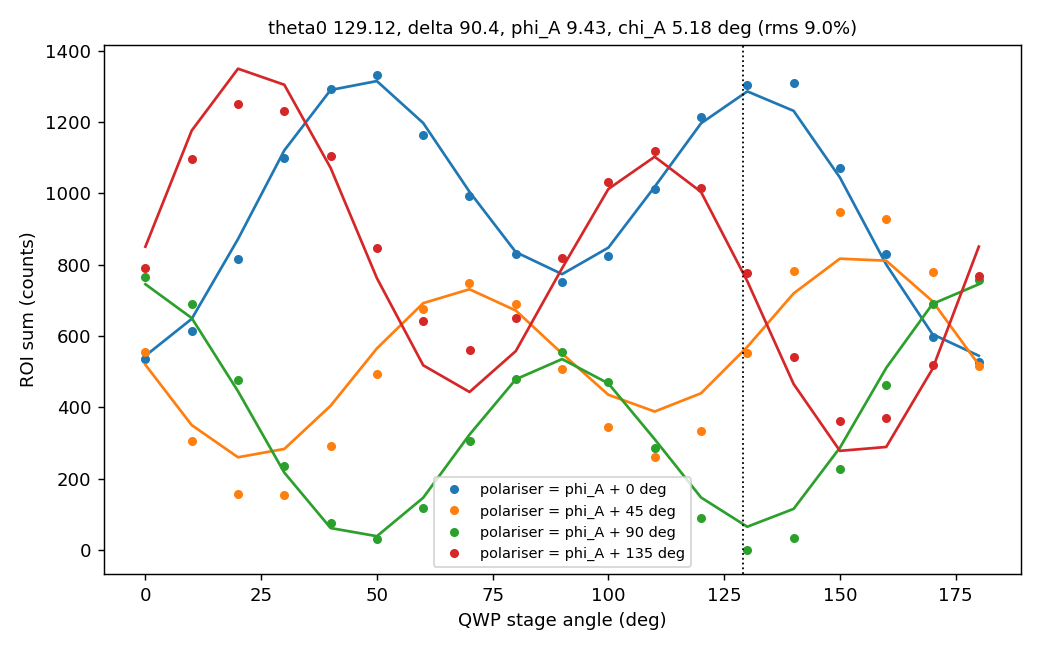 theta0 129.12, delta 90.4, phi_A 9.43, chi_A 5.18 deg (rms 9.0%)
1400
1200
1000
800
600
400
200
0
ROI sum (counts)
polariser = phi_A + 0 deg
polariser = phi_A + 45 deg
polariser = phi_A + 90 deg
polariser = phi_A + 135 deg
0 25 50 75 100 125 150 175
QWP stage angle (deg)